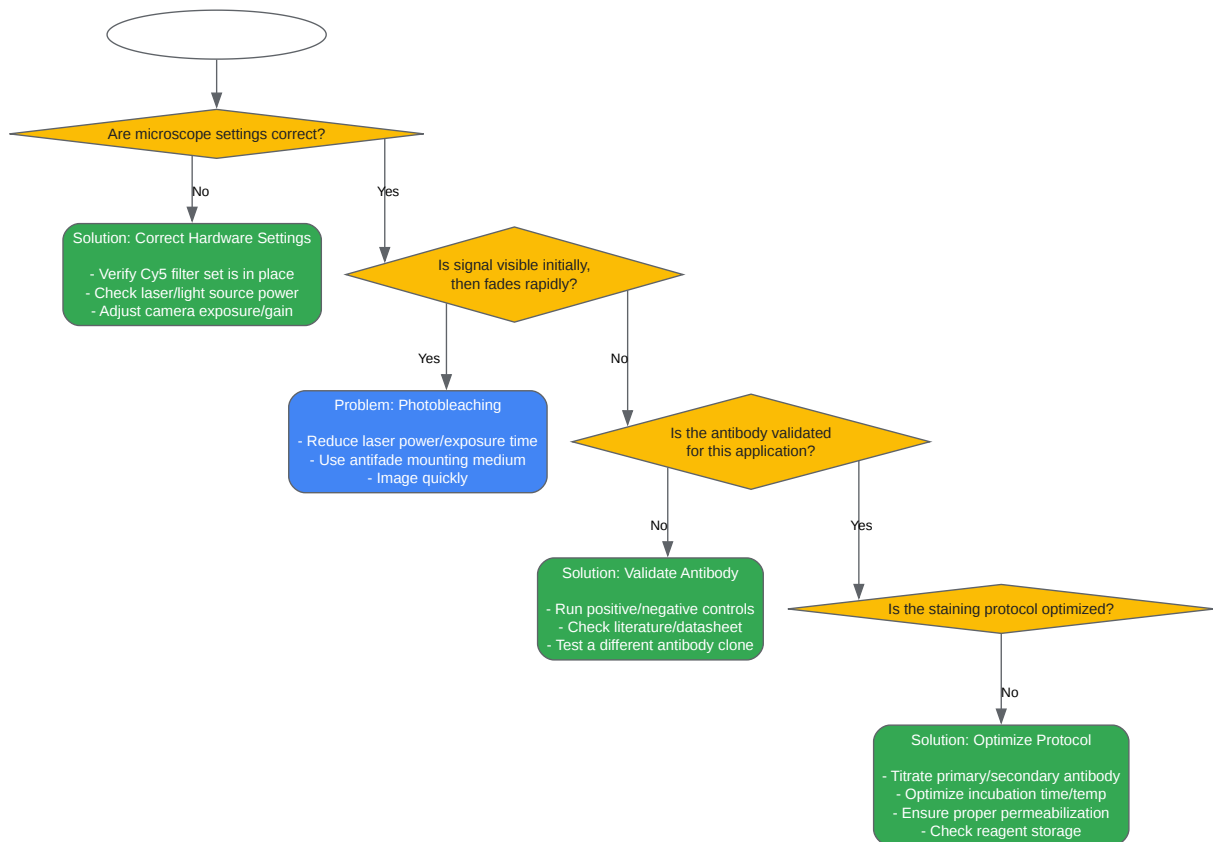 Are microscope settings correct?
No
Yes
Solution: Correct Hardware Settings
- Verify Cy5 filter set is in place
- Check laser/light source power
- Adjust camera exposure/gain
Is signal visible initially,
then fades rapidly?
Yes
No
Problem: Photobleaching
- Reduce laser power/exposure time
- Use antifade mounting medium
- Image quickly
Is the antibody validated
for this application?
No
Yes
Solution: Validate Antibody
- Run positive/negative controls
- Check literature/datasheet
- Test a different antibody clone
Is the staining protocol optimized?
No
Solution: Optimize Protocol
- Titrate primary/secondary antibody
- Optimize incubation time/temp
- Ensure proper permeabilization
- Check reagent storage